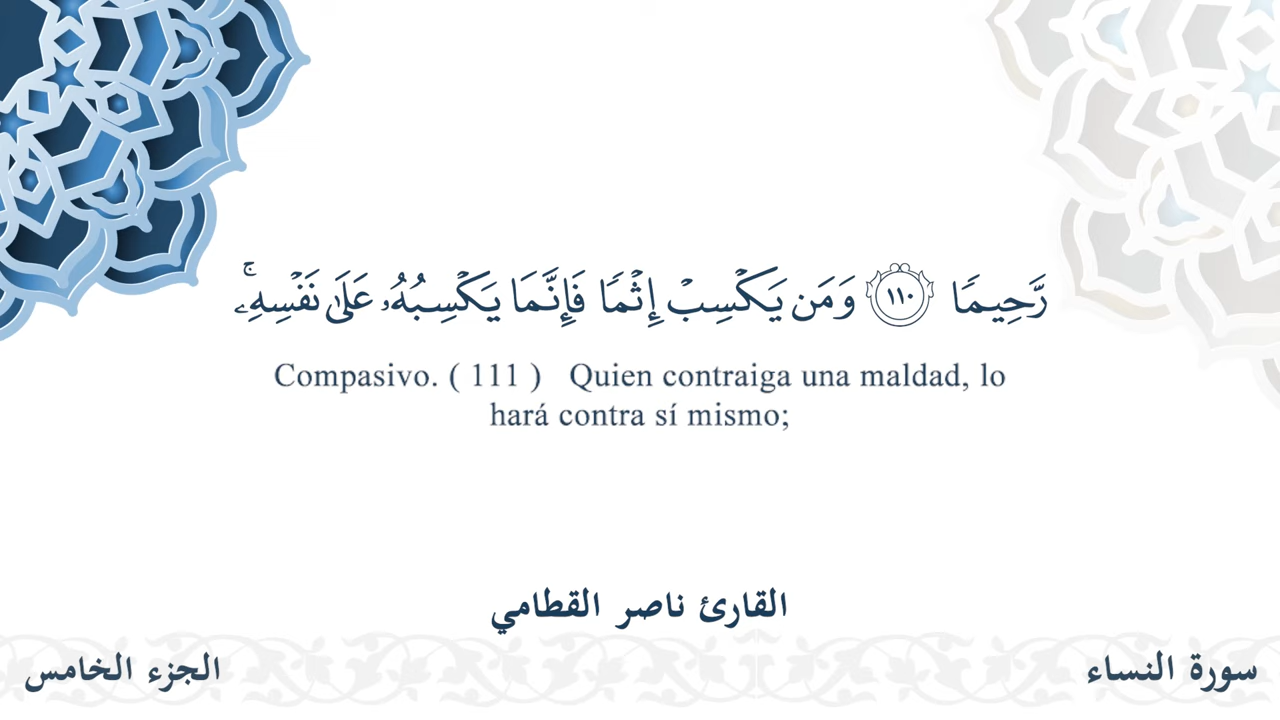 رَّحِيمًا ١١٠ وَمَن يَكْسِبْ إِثْمًا فَإِنَّمَا يَكْسِبُهُۥ عَلَىٰ نَفْسِهِۦۚ
Compasivo. ( 111 ) Quien contraiga una maldad, lo
hará contra sí mismo;
القارئ ناصر القطامي
سورة النساء
الجزء الخامس